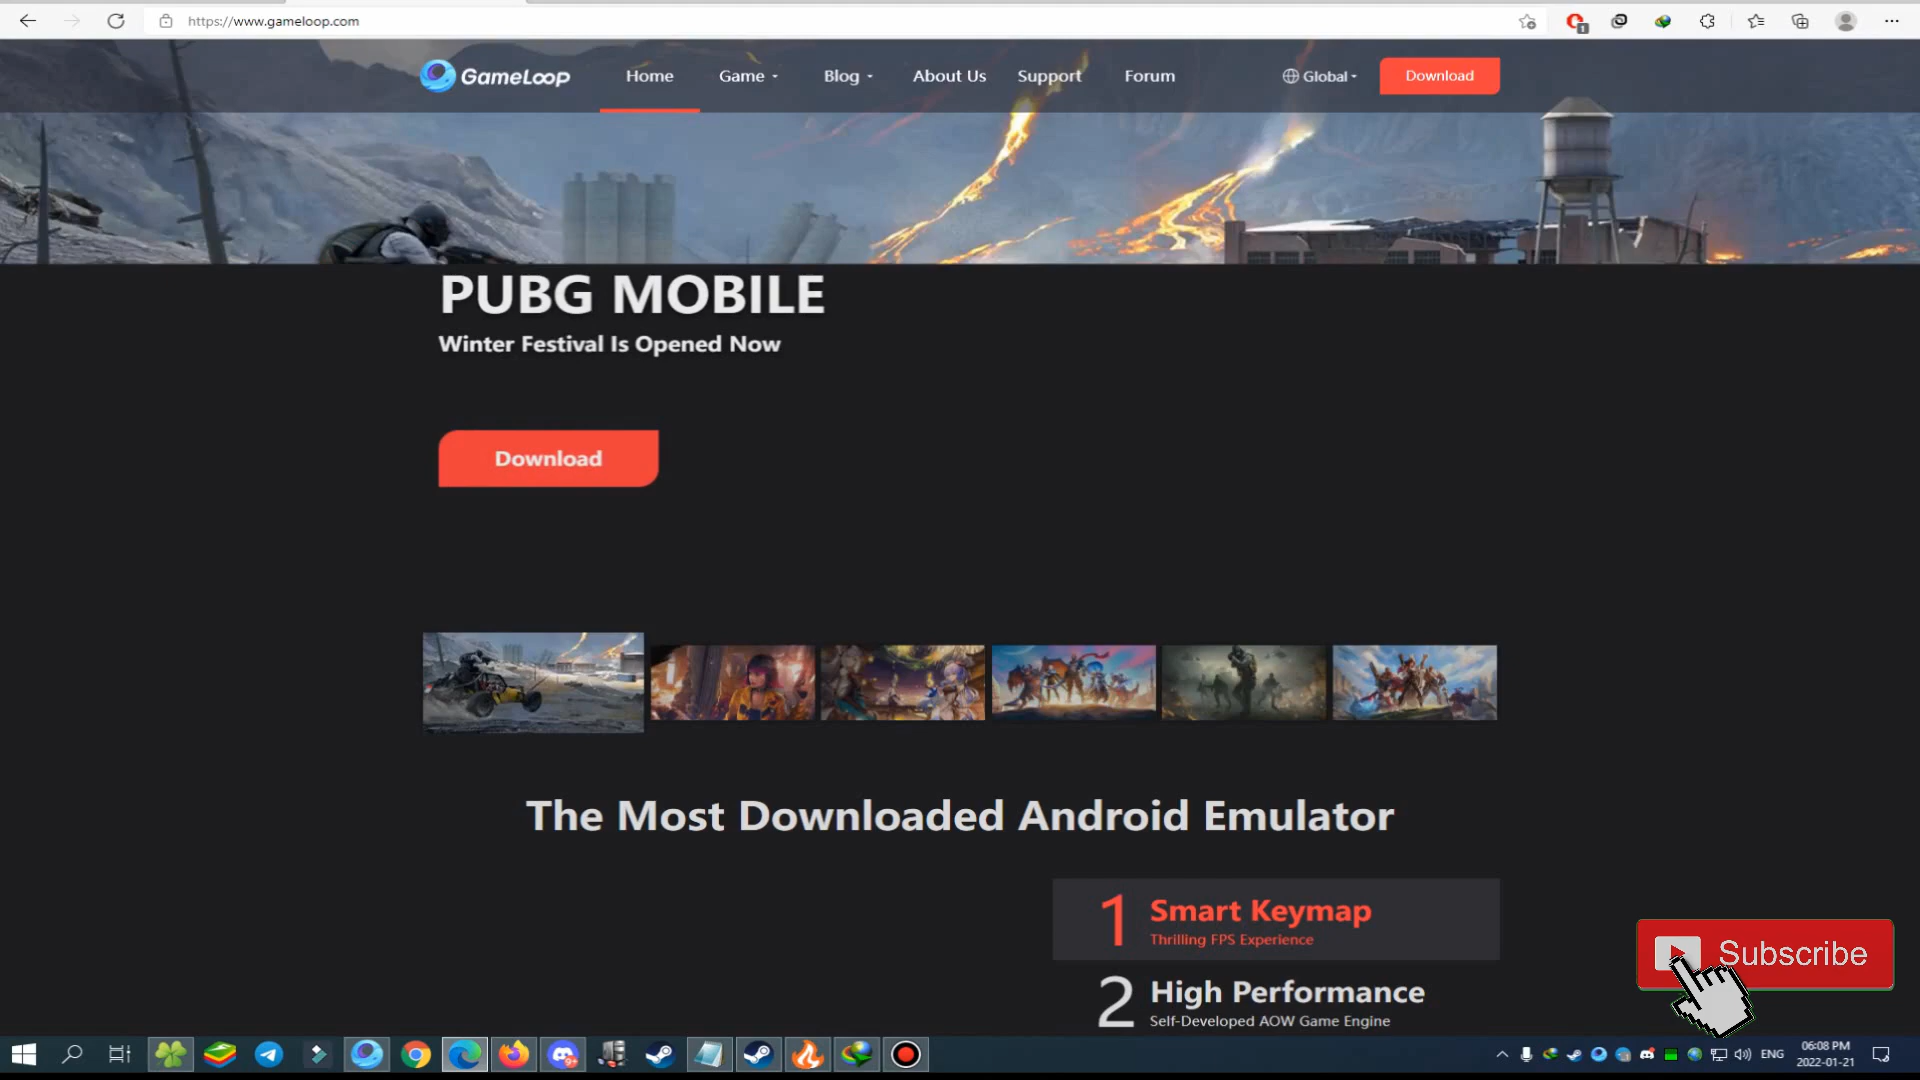 https://www.gameloop.com
1
GameLoop
Home
Game
Blog
About Us
Support
Forum
Global
Download
PUBG MOBILE
Winter Festival Is Opened Now
Download
The Most Downloaded Android Emulator
1
Smart Keymap
Thrilling FPS Experience
2
High Performance
Self-Developed AOW Game Engine
Subscribe
ENG
06:08 PM
2022-01-21